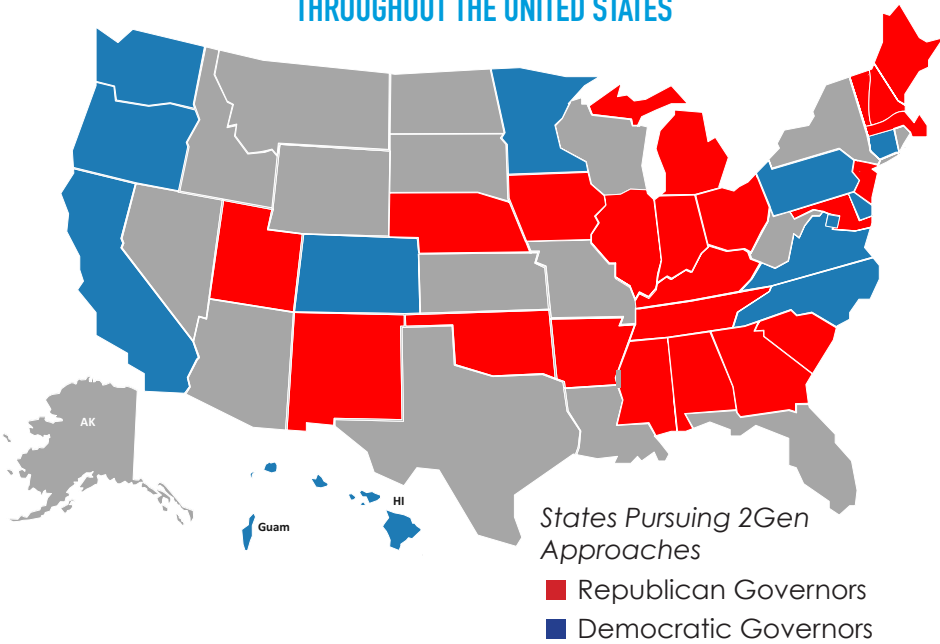 THROUGHOUT THE UNITED STATES
AK
HI
Guam
States Pursuing 2Gen
Approaches
Republican Governors
Democratic Governors